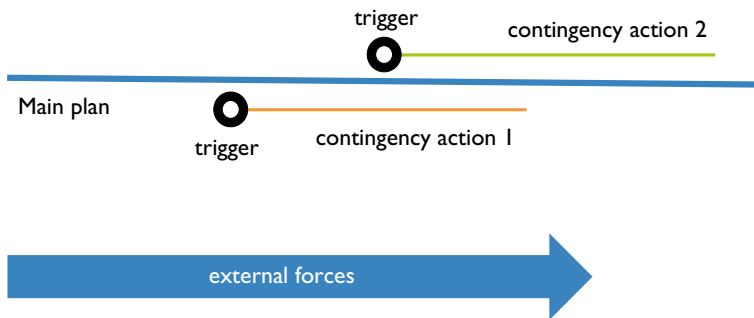 trigger
contingency action 2
Main plan
trigger
contingency action 1
external forces